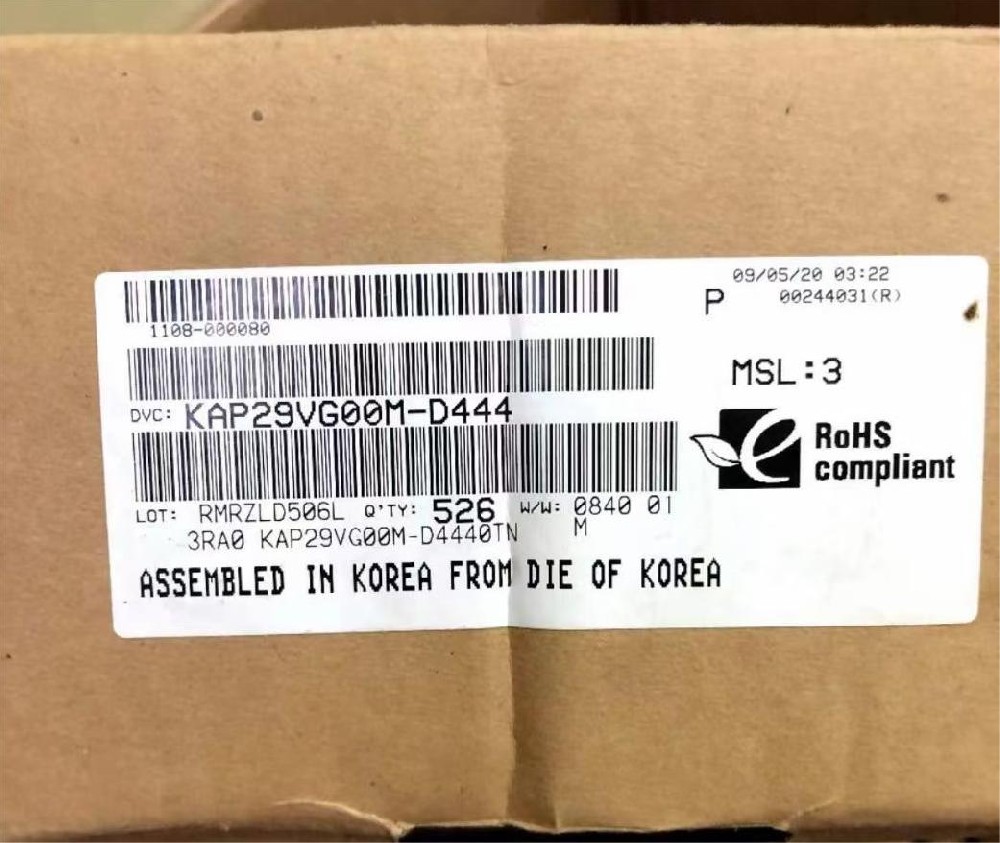 09/05/20 03:22
P 00244031(R)
1108-000080
MSL:3
DVC: KAP29VG00M-D444
e RoHS
compliant
LOT: RMRZLD506L Q'TY: 526 W/W: 0840 01
3RA0 KAP29VG00M-D4440TN M
ASSEMBLED IN KOREA FROM DIE OF KOREA